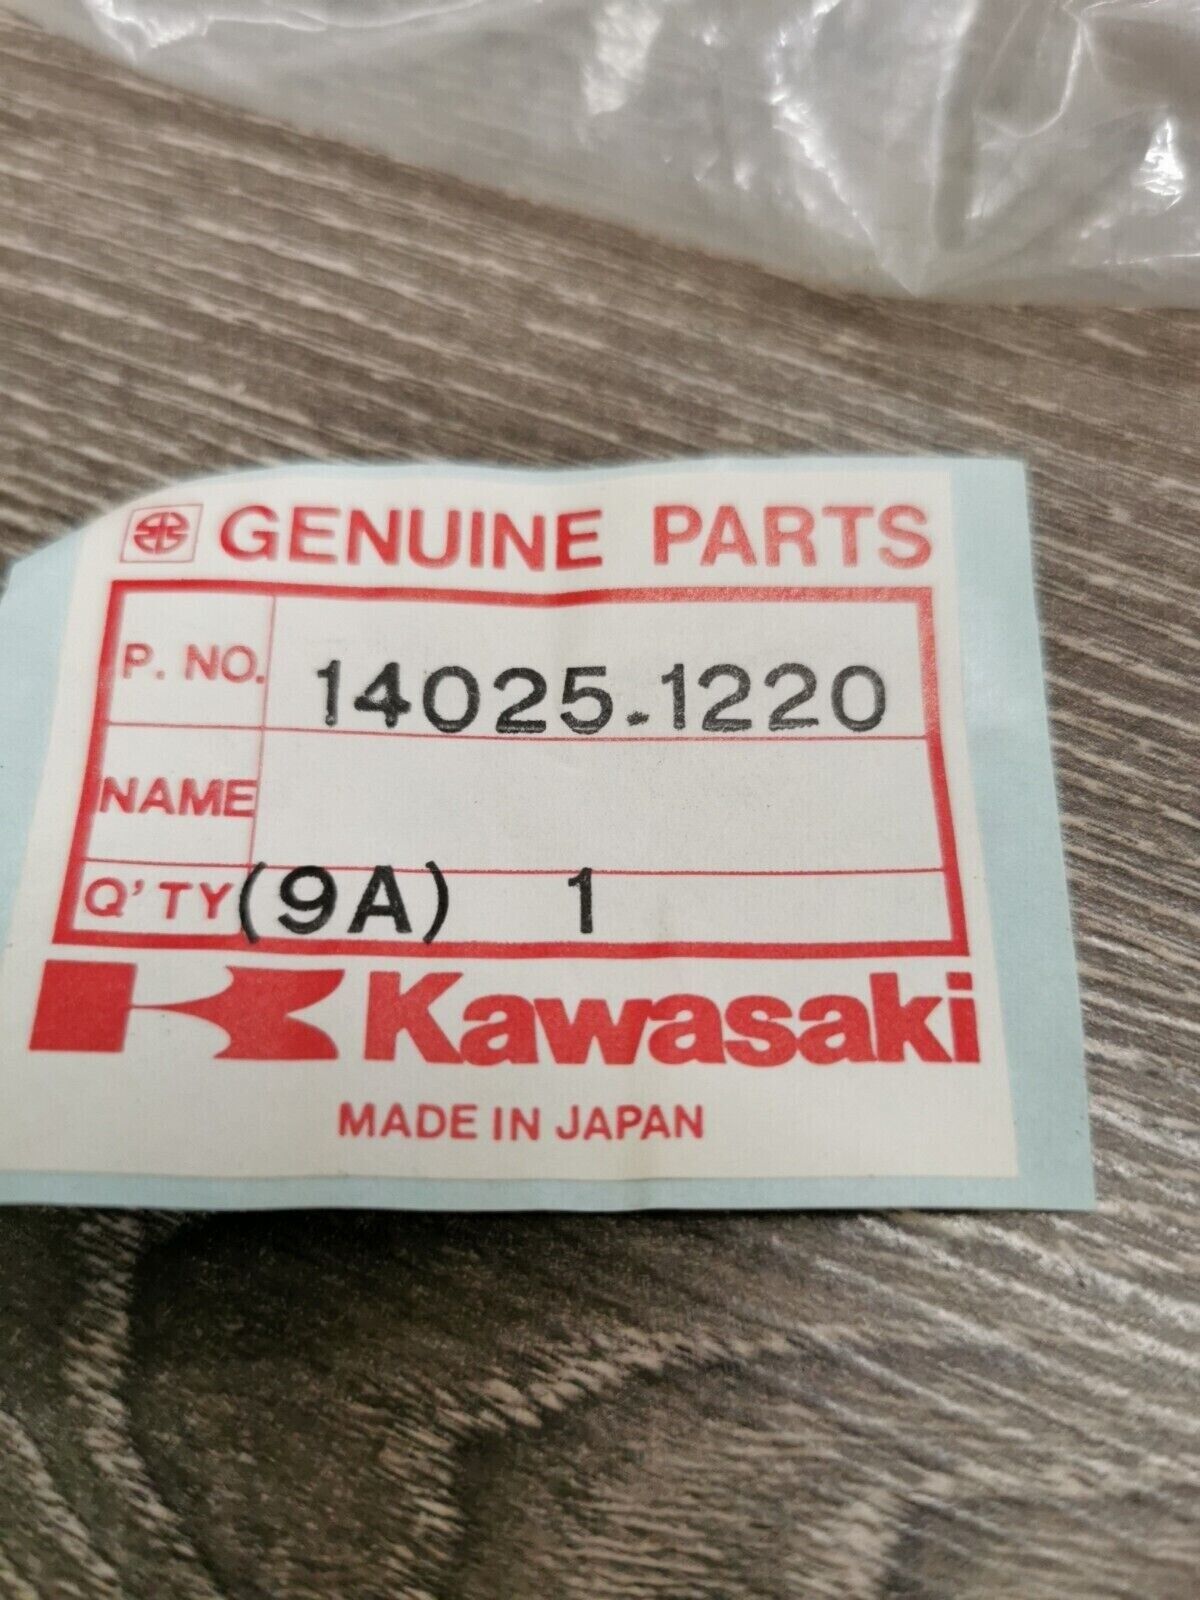 GENUINE PARTS
P. NO. 14025-1220
NAME
Q'TY (9A) 1
Kawasaki
MADE IN JAPAN